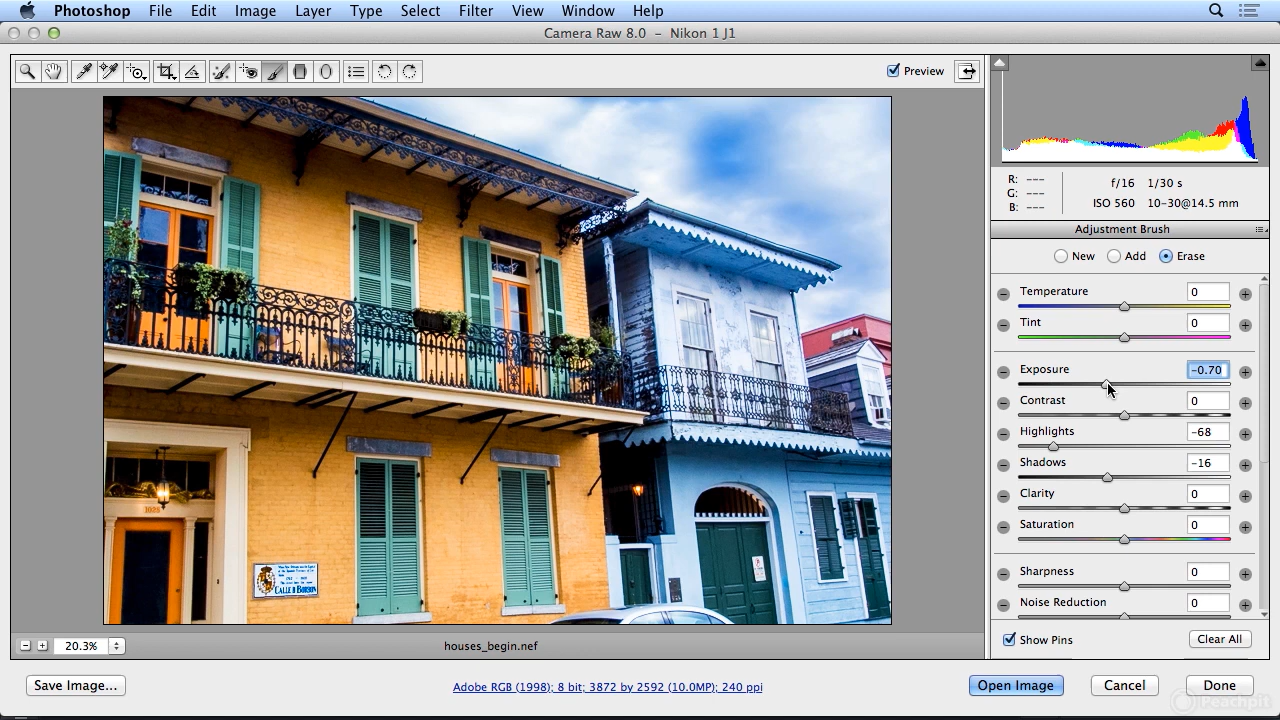 Photoshop File Edit Image Layer Type Select Filter View Window Help
Camera Raw 8.0 – Nikon 1 J1
Preview
R: --- f/16 1/30 s
G: ---
B: --- ISO 560 10-30@14.5 mm
Adjustment Brush
New Add Erase
Temperature 0
Tint 0
Exposure -0.70
Contrast 0
Highlights -68
Shadows -16
Clarity 0
Saturation 0
Sharpness 0
Noise Reduction 0
1025
CALLE D BORBON
20.3% houses_begin.nef
Show Pins Clear All
Save Image... Adobe RGB (1998); 8 bit; 3872 by 2592 (10.0MP); 240 ppi Open Image Cancel Done
Peachpit